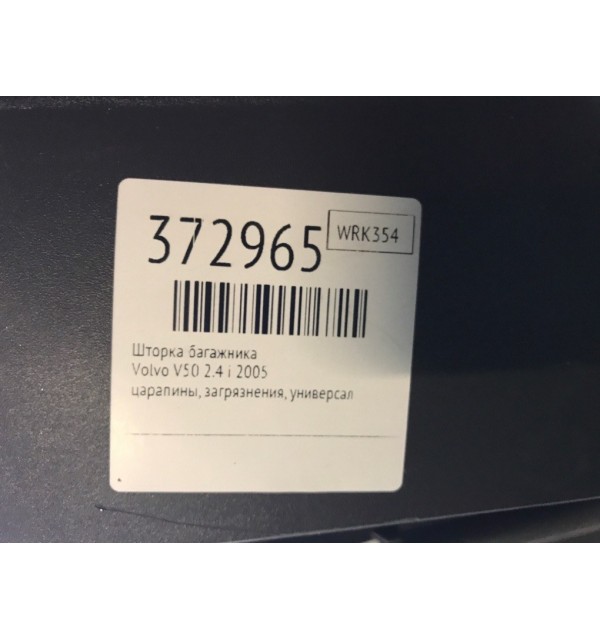 372965
WRK354
Шторка багажника
Volvo V50 2.4 i 2005
царапины, загрязнения, универсал